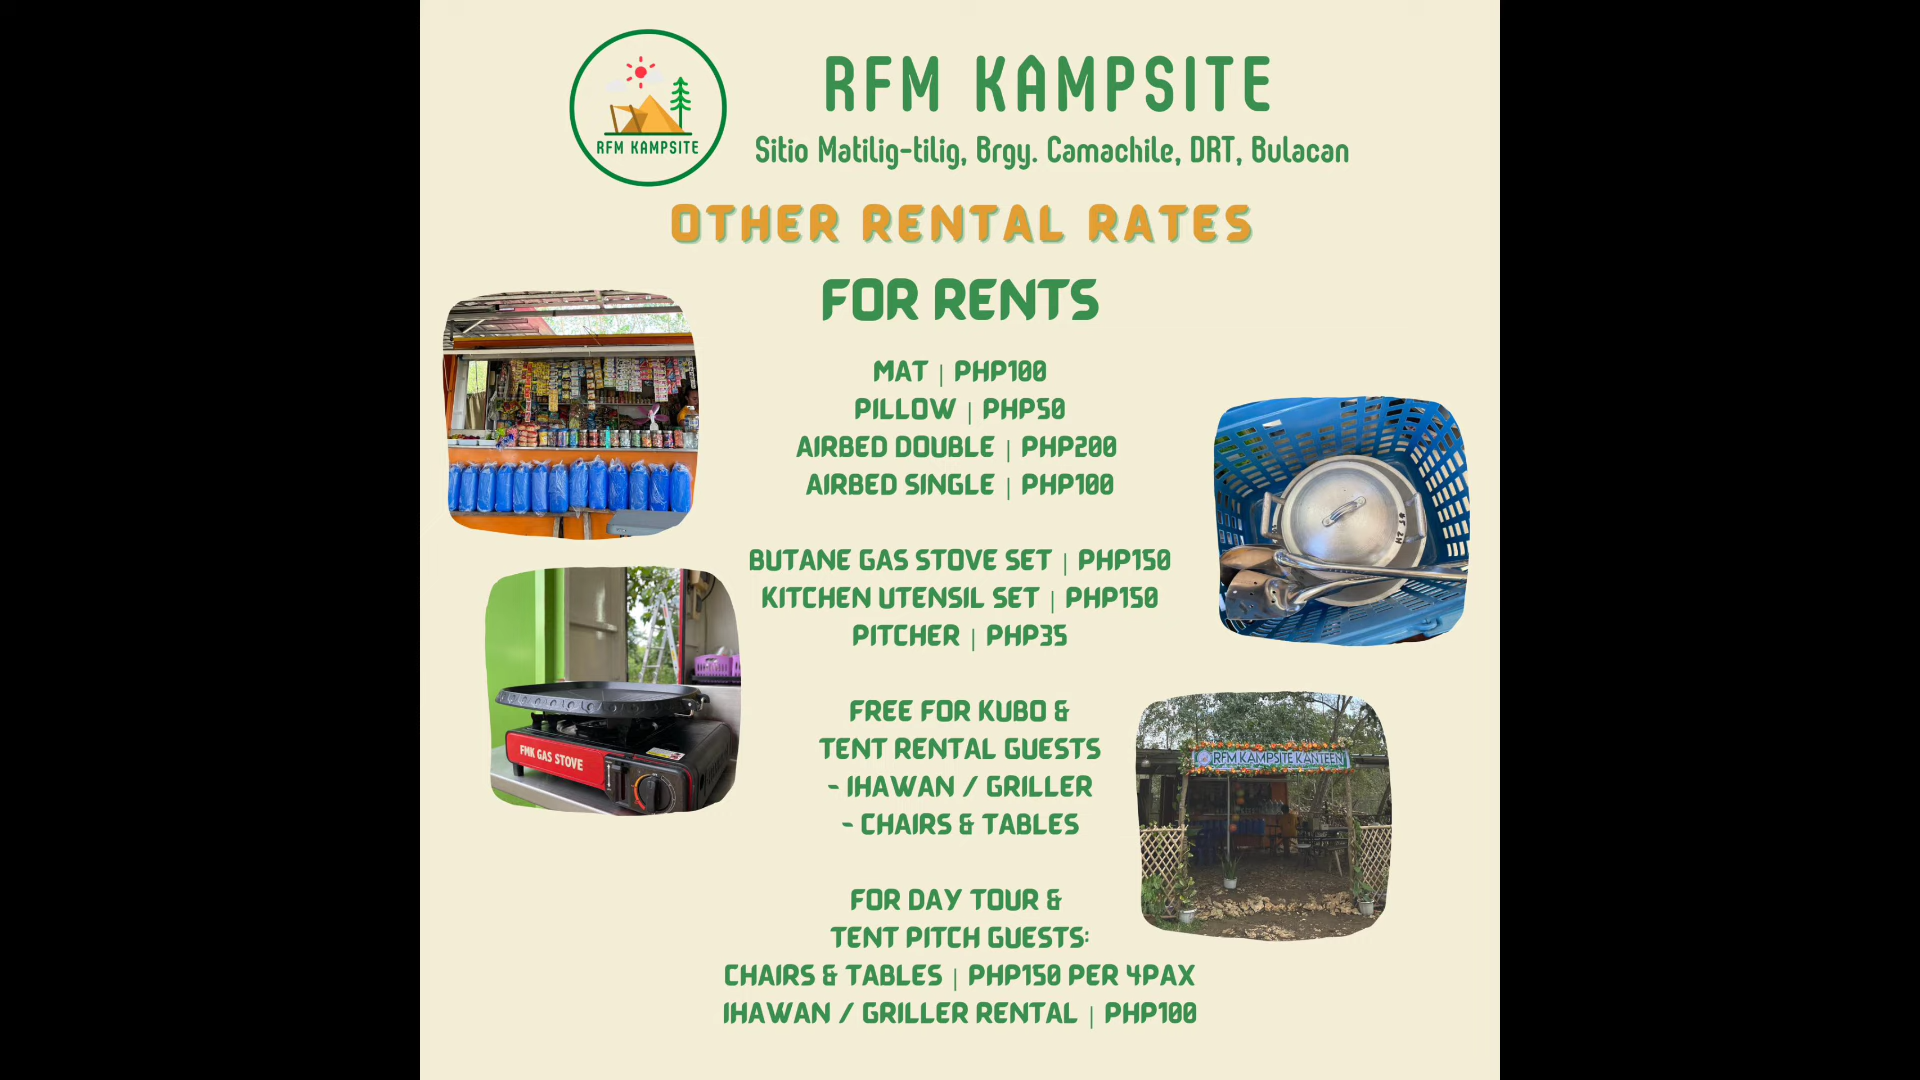 RFM KAMPSITE
RFM KAMPSITE
Sitio Matilig-tilig, Brgy. Camachile, DRT, Bulacan
OTHER RENTAL RATES
FOR RENTS
MAT | PHP100
PILLOW | PHP50
AIRBED DOUBLE | PHP200
AIRBED SINGLE | PHP100
BUTANE GAS STOVE SET | PHP150
KITCHEN UTENSIL SET | PHP150
PITCHER | PHP35
FMK GAS STOVE
FREE FOR KUBO &
TENT RENTAL GUESTS
- IHAWAN / GRILLER
- CHAIRS & TABLES
RFM KAMPSITE KANTEEN
FOR DAY TOUR &
TENT PITCH GUESTS:
CHAIRS & TABLES | PHP150 PER 4PAX
IHAWAN / GRILLER RENTAL | PHP100